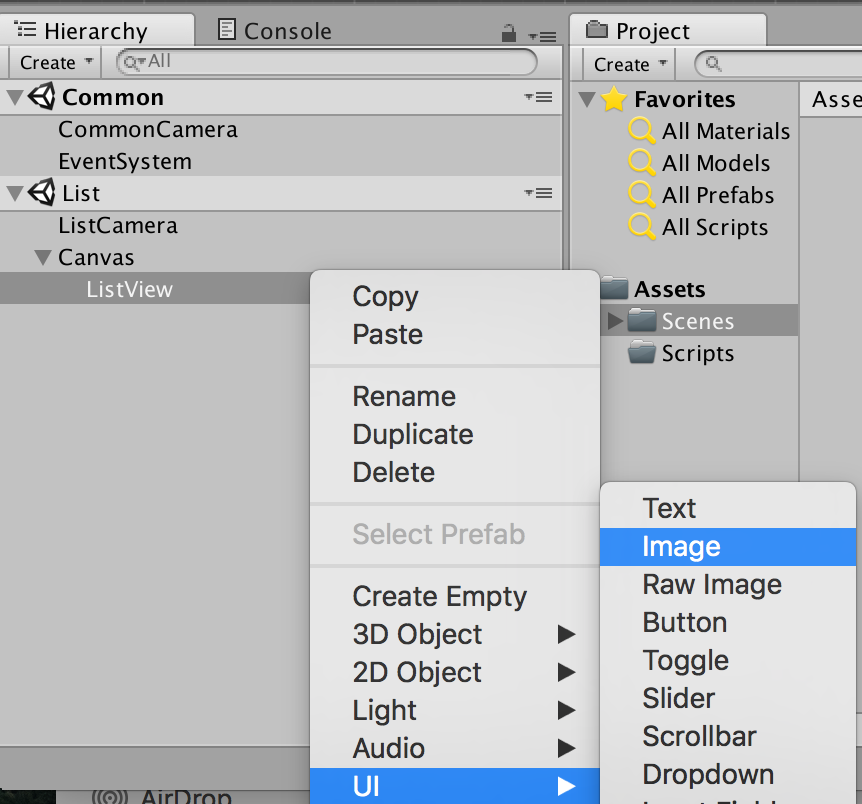 Hierarchy
Console
Create
All
Common
CommonCamera
EventSystem
List
ListCamera
Canvas
ListView
Project
Create
Favorites
All Materials
All Models
All Prefabs
All Scripts
Assets
Scenes
Scripts
Asse
Copy
Paste
Rename
Duplicate
Delete
Select Prefab
Create Empty
3D Object
2D Object
Light
Audio
UI
Text
Image
Raw Image
Button
Toggle
Slider
Scrollbar
Dropdown
AirDrop